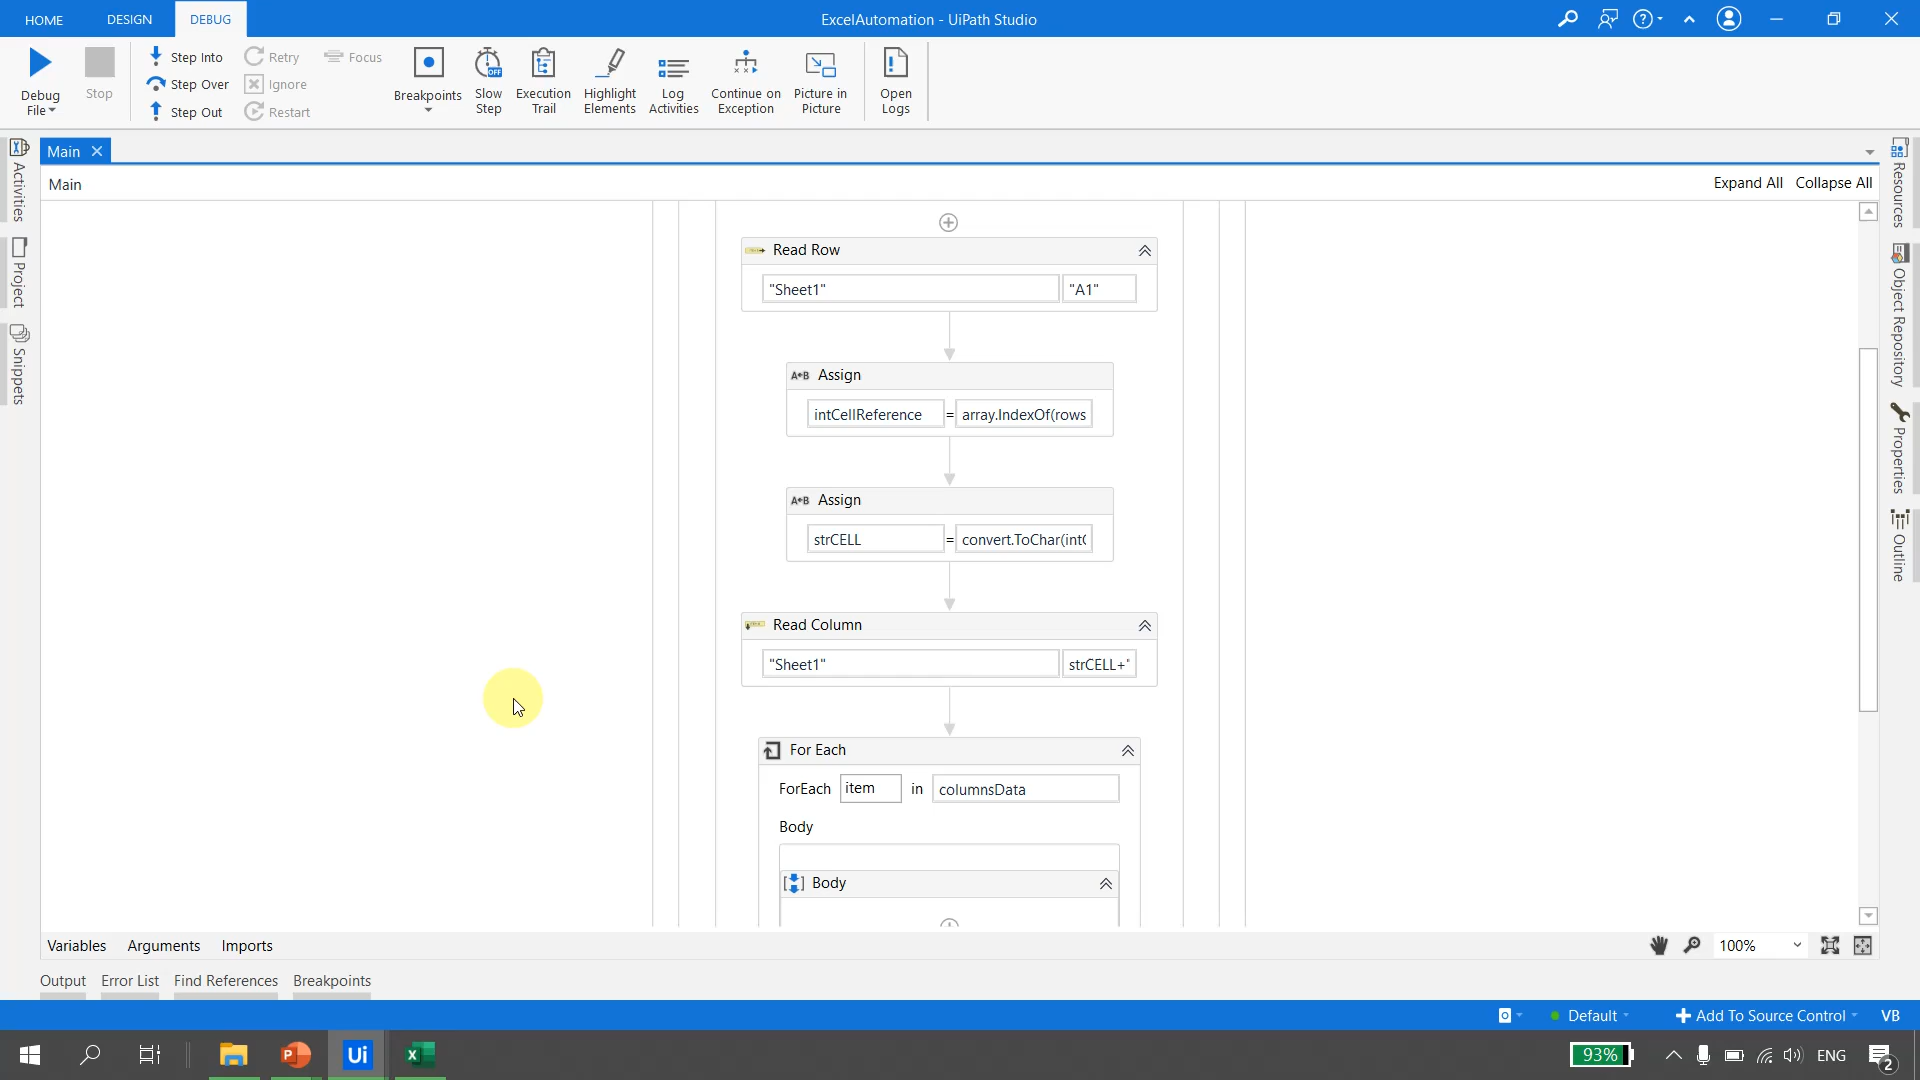 HOME DESIGN DEBUG ExcelAutomation - UiPath Studio
Debug File Stop Step Into Step Over Step Out Retry Ignore Restart Focus Breakpoints Slow Step Execution Trail Highlight Elements Log Activities Continue on Exception Picture in Picture Open Logs
OFF
Main
Main Expand All Collapse All
Activities
Project
Snippets
Resources
Object Repository
Properties
Outline
Read Row
"Sheet1" "A1"
A+B Assign
intCellReference = array.IndexOf(rows
A+B Assign
strCELL = convert.ToChar(int
Read Column
"Sheet1" strCELL+"
For Each
ForEach item in columnsData
Body
Body
Variables Arguments Imports 100%
Output Error List Find References Breakpoints
Default Add To Source Control VB
P Ui X 93% ENG 2